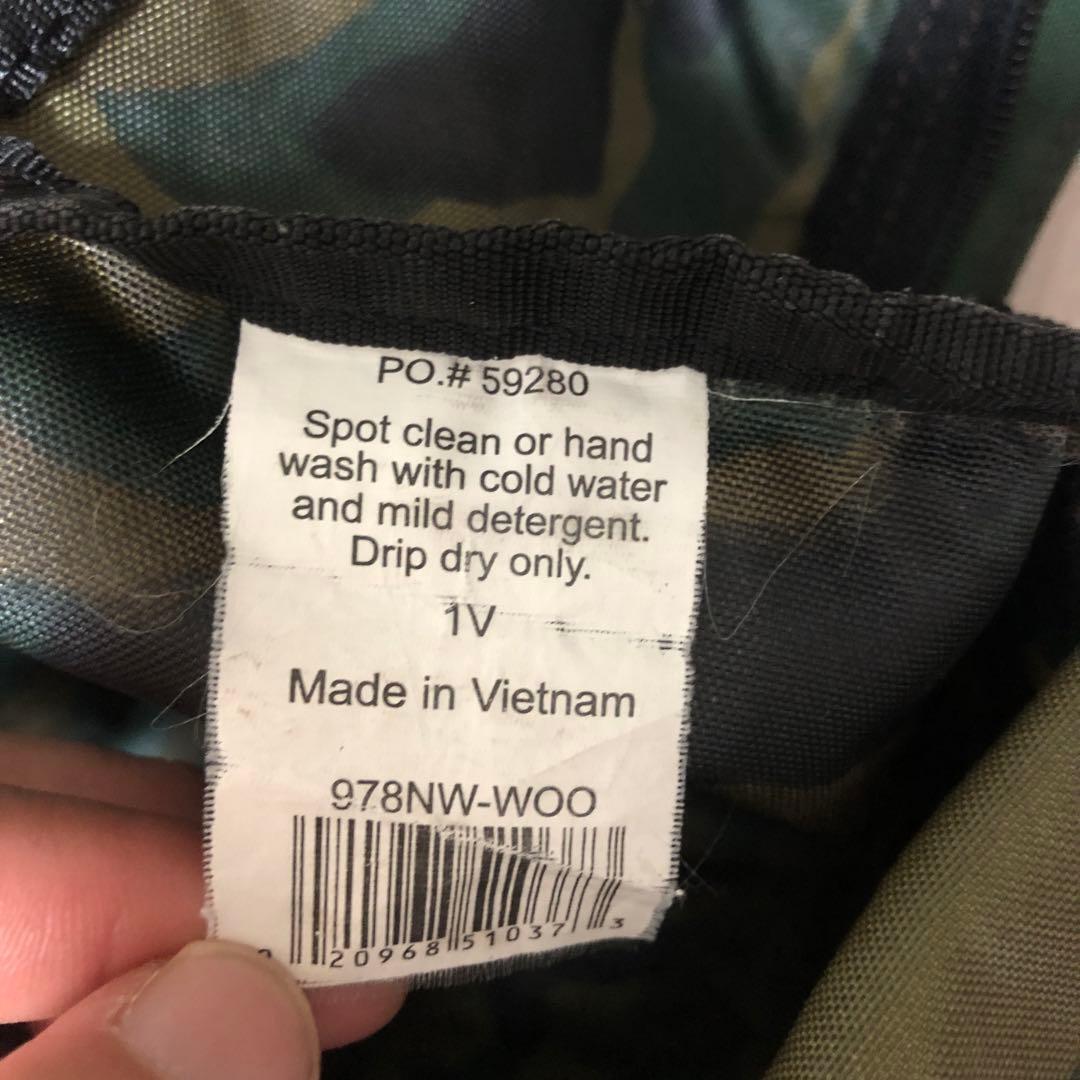 PO.# 59280
Spot clean or hand
wash with cold water
and mild detergent.
Drip dry only.
1V
Made in Vietnam
978NW-WOO
20968 51037 3